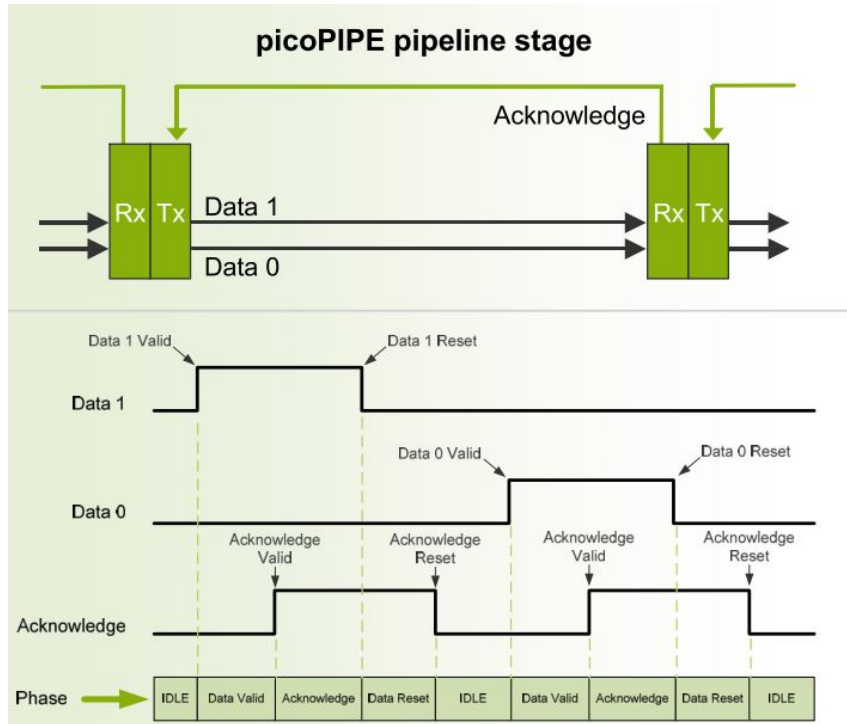 picoPIPE pipeline stage
Acknowledge
Rx Tx Data 1 Rx Tx
Data 0
Data 1 Valid Data 1 Reset
Data 1
Data 0 Valid Data 0 Reset
Data 0
Acknowledge Acknowledge Acknowledge Acknowledge
Valid Reset Valid Reset
Acknowledge
Phase IDLE Data Valid Acknowledge Data Reset IDLE Data Valid Acknowledge Data Reset IDLE